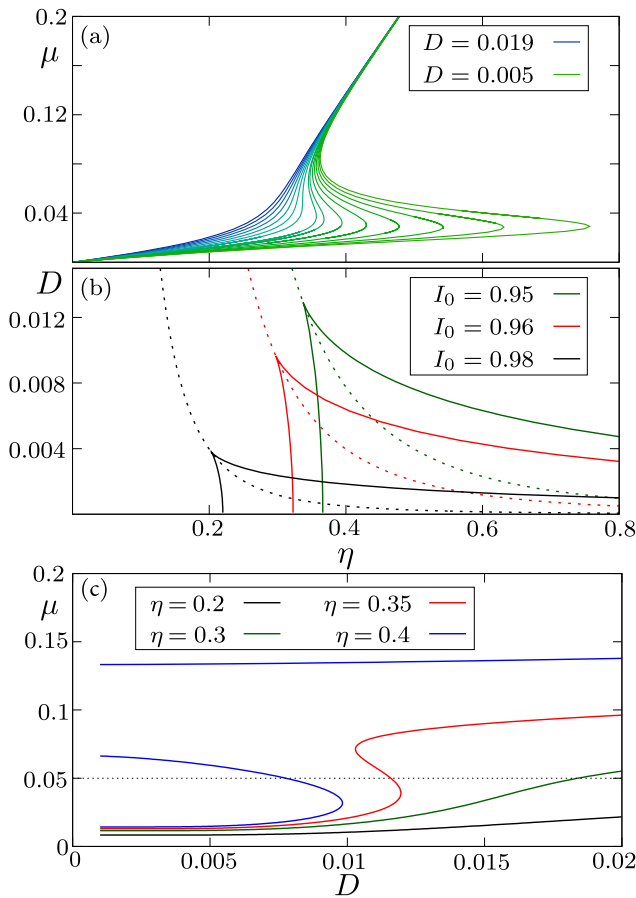 0.2
(a)
μ
D = 0.019
D = 0.005
0.12
0.04
D
(b)
I₀ = 0.95
0.012
I₀ = 0.96
I₀ = 0.98
0.008
0.004
0.2 0.4 0.6 0.8
η
0.2
(c)
μ
η = 0.2 η = 0.35
η = 0.3 η = 0.4
0.15
0.1
0.05
0
0 0.005 0.01 0.015 0.02
D